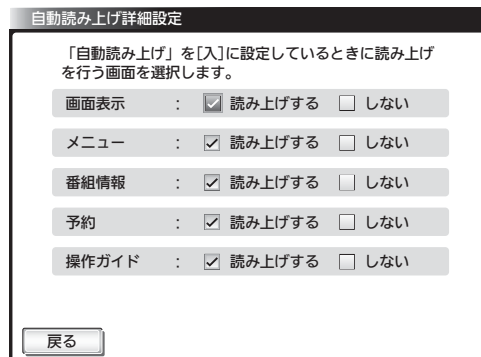 自動読み上げ詳細設定
「自動読み上げ」を[入]に設定しているときに読み上げ
を行う画面を選択します。
画面表示 : 読み上げする しない
メニュー : 読み上げする しない
番組情報 : 読み上げする しない
予約 : 読み上げする しない
操作ガイド : 読み上げする しない
戻る